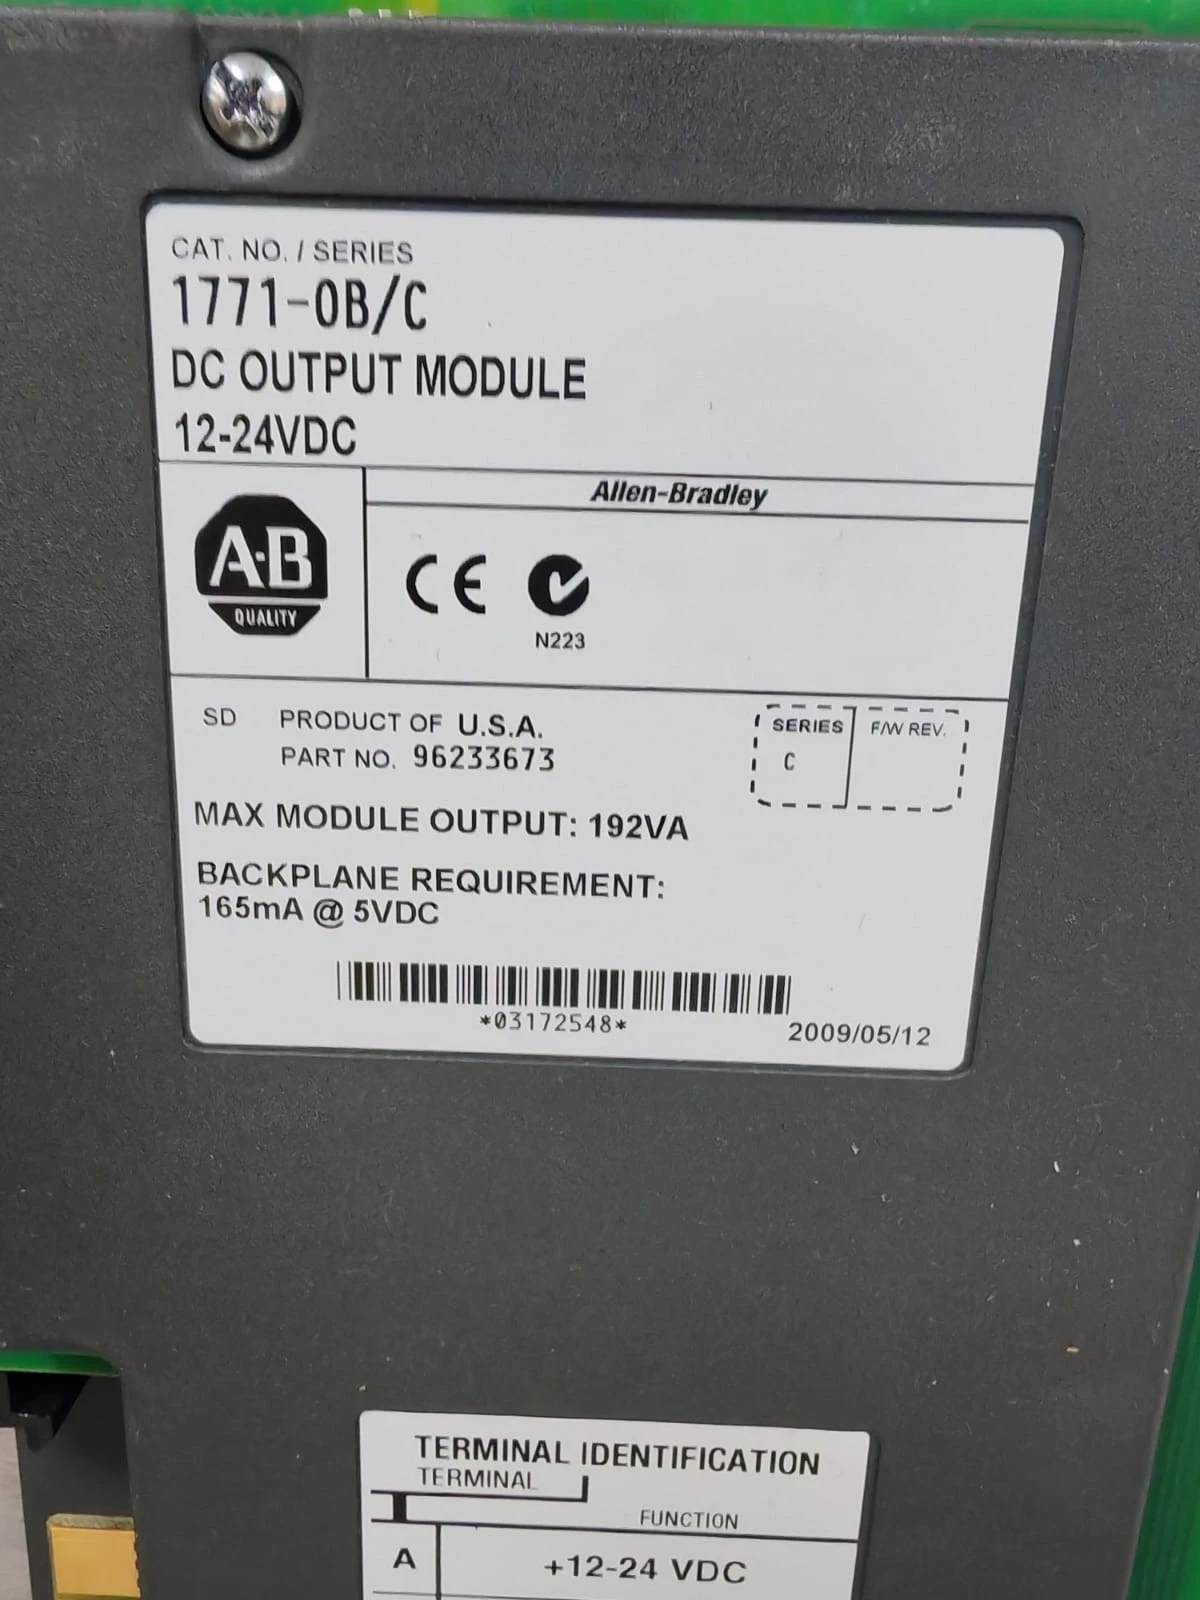 CAT. NO. / SERIES
1771-OB/C
DC OUTPUT MODULE
12-24VDC
Allen-Bradley
A·B
QUALITY
CE
N223
SD PRODUCT OF U.S.A.
PART NO. 96233673
SERIES F/W REV.
C
MAX MODULE OUTPUT: 192VA
BACKPLANE REQUIREMENT:
165mA @ 5VDC
*03172548*
2009/05/12
TERMINAL IDENTIFICATION
TERMINAL
FUNCTION
A +12-24 VDC